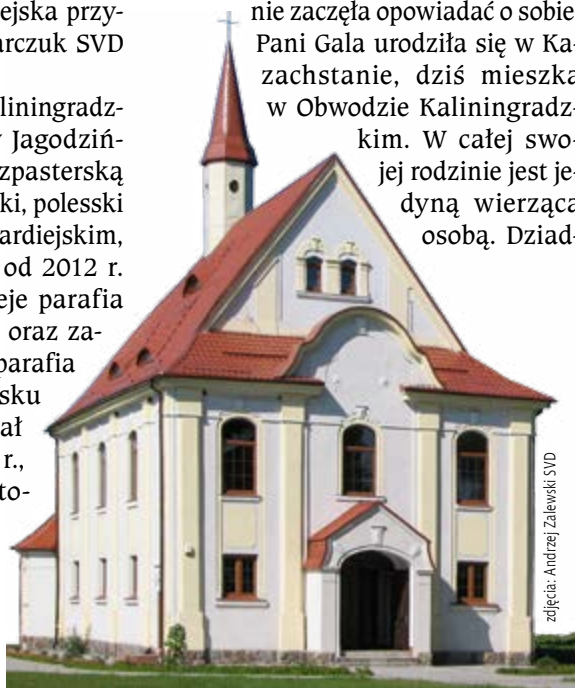 ejska przy-
arczuk SVD
liningradz-
Jagodziń-
zpasterską
ki, polesski
ardiejskim,
od 2012 r.
eje parafia
oraz za-
parafia
sku
ał
r.,
to-
nie zaczęła opowiadać o sobie
Pani Gala urodziła się w Ka-
zachstanie, dziś mieszka
w Obwodzie Kaliningradz-
kim. W całej swo-
jej rodzinie jest je-
dyną wierząca
osobą. Dziad-
zdjęcia: Andrzej Zalewski SVD